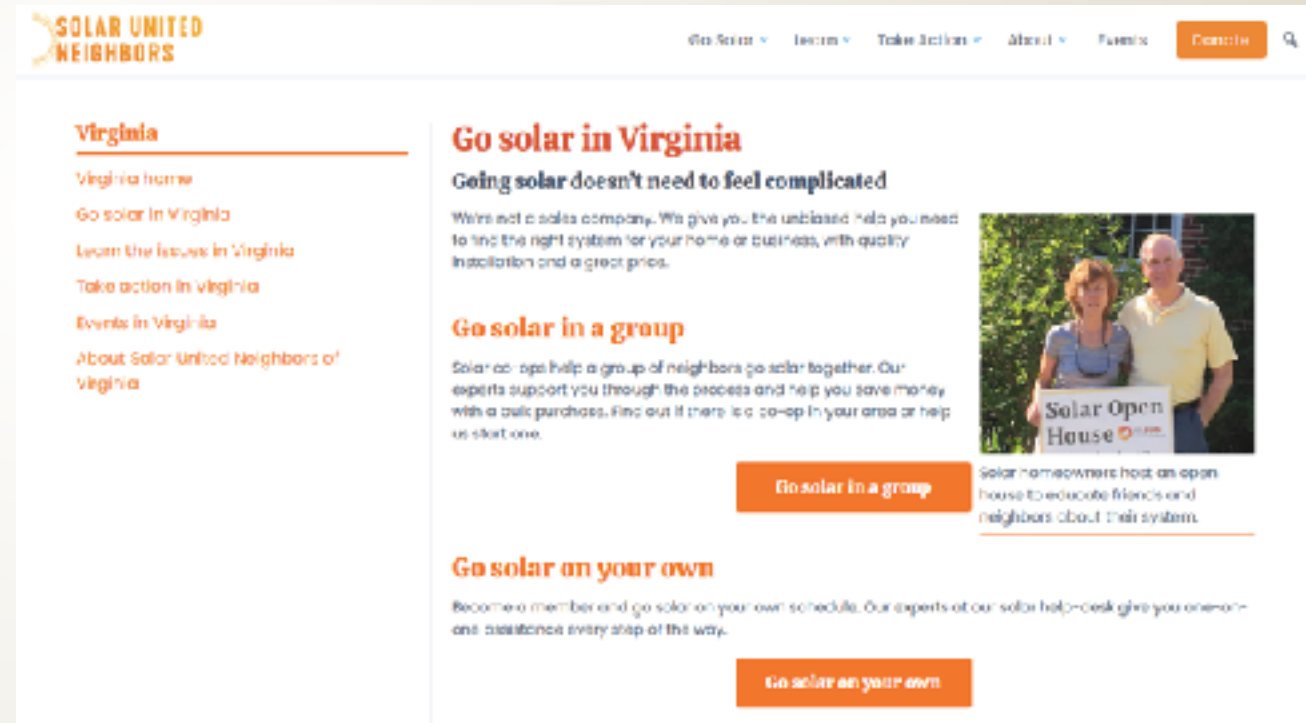 SOLAR UNITED
NEIGHBORS
Go Solar
Learn
Take Action
About
Events
Donate
Virginia
Virginia home
Go solar in Virginia
Learn the issues in Virginia
Take action in Virginia
Events in Virginia
About Solar United Neighbors of
Virginia
Go solar in Virginia
Going solar doesn't need to feel complicated
We're not a sales company. We give you the unbiased help you need
to find the right system for your home or business, with quality
installation and a great price.
Go solar in a group
Solar co-ops help a group of neighbors go solar together. Our
experts support you through the process and help you save money
with a bulk purchase. Find out if there is a co-op in your area or help
us start one.
Go solar in a group
Solar Open
House
Solar homeowners host an open
house to educate friends and
neighbors about their system.
Go solar on your own
Become a member and go solar on your own schedule. Our experts at our solar help-desk give you one-on-
one assistance every step of the way.
Go solar on your own